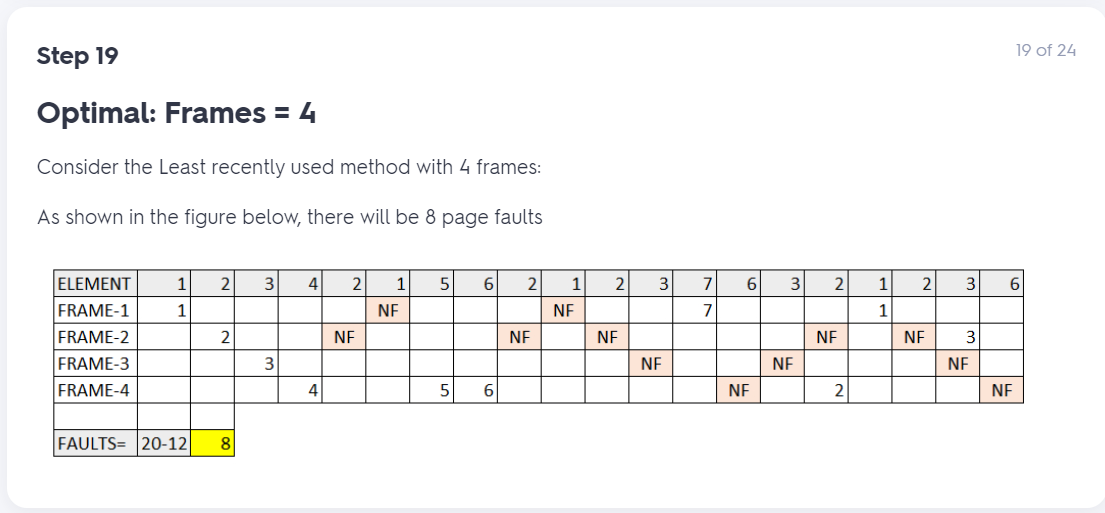 Step 19
19 of 24
Optimal: Frames = 4
Consider the Least recently used method with 4 frames:
As shown in the figure below, there will be 8 page faults
ELEMENT 1 2 3 4 2 1 5 6 2 1 2 3 7 6 3 2 1 2 3 6
FRAME-1 1 NF NF 7 1
FRAME-2 2 NF NF NF NF NF 3
FRAME-3 3 NF NF NF
FRAME-4 4 5 6 NF 2 NF
FAULTS= 20-12 8